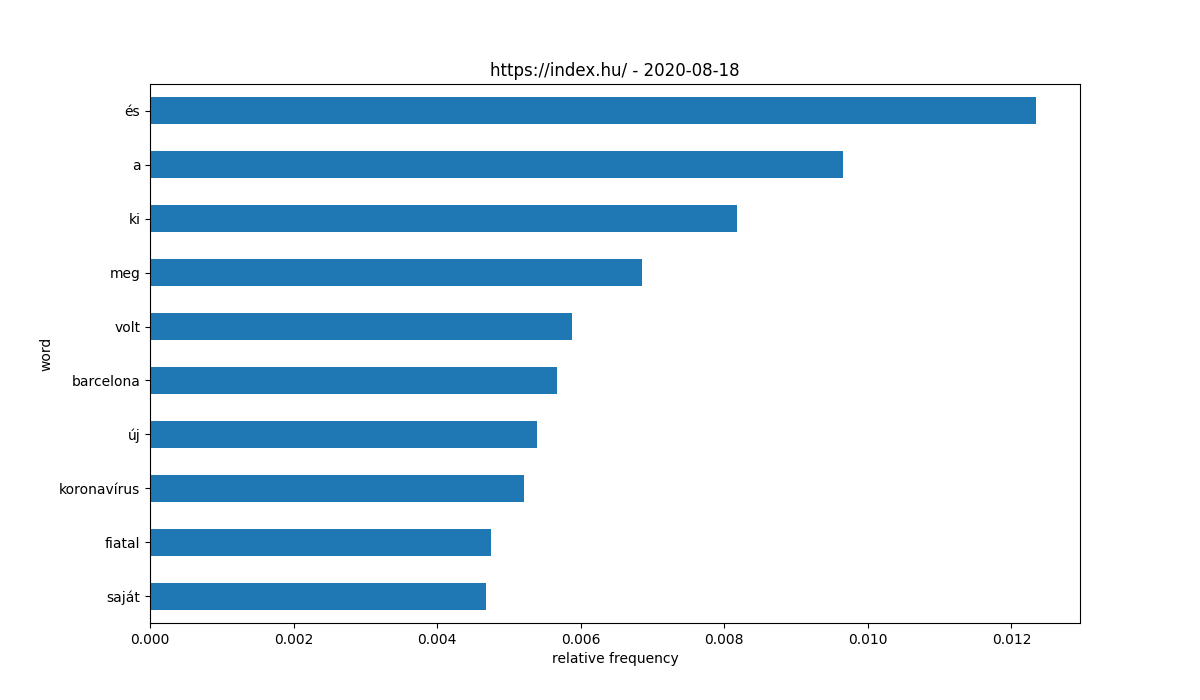 https://index.hu/ - 2020-08-18
és
a
ki
meg
volt
barcelona
új
koronavírus
fiatal
saját
word
0.000 0.002 0.004 0.006 0.008 0.010 0.012
relative frequency